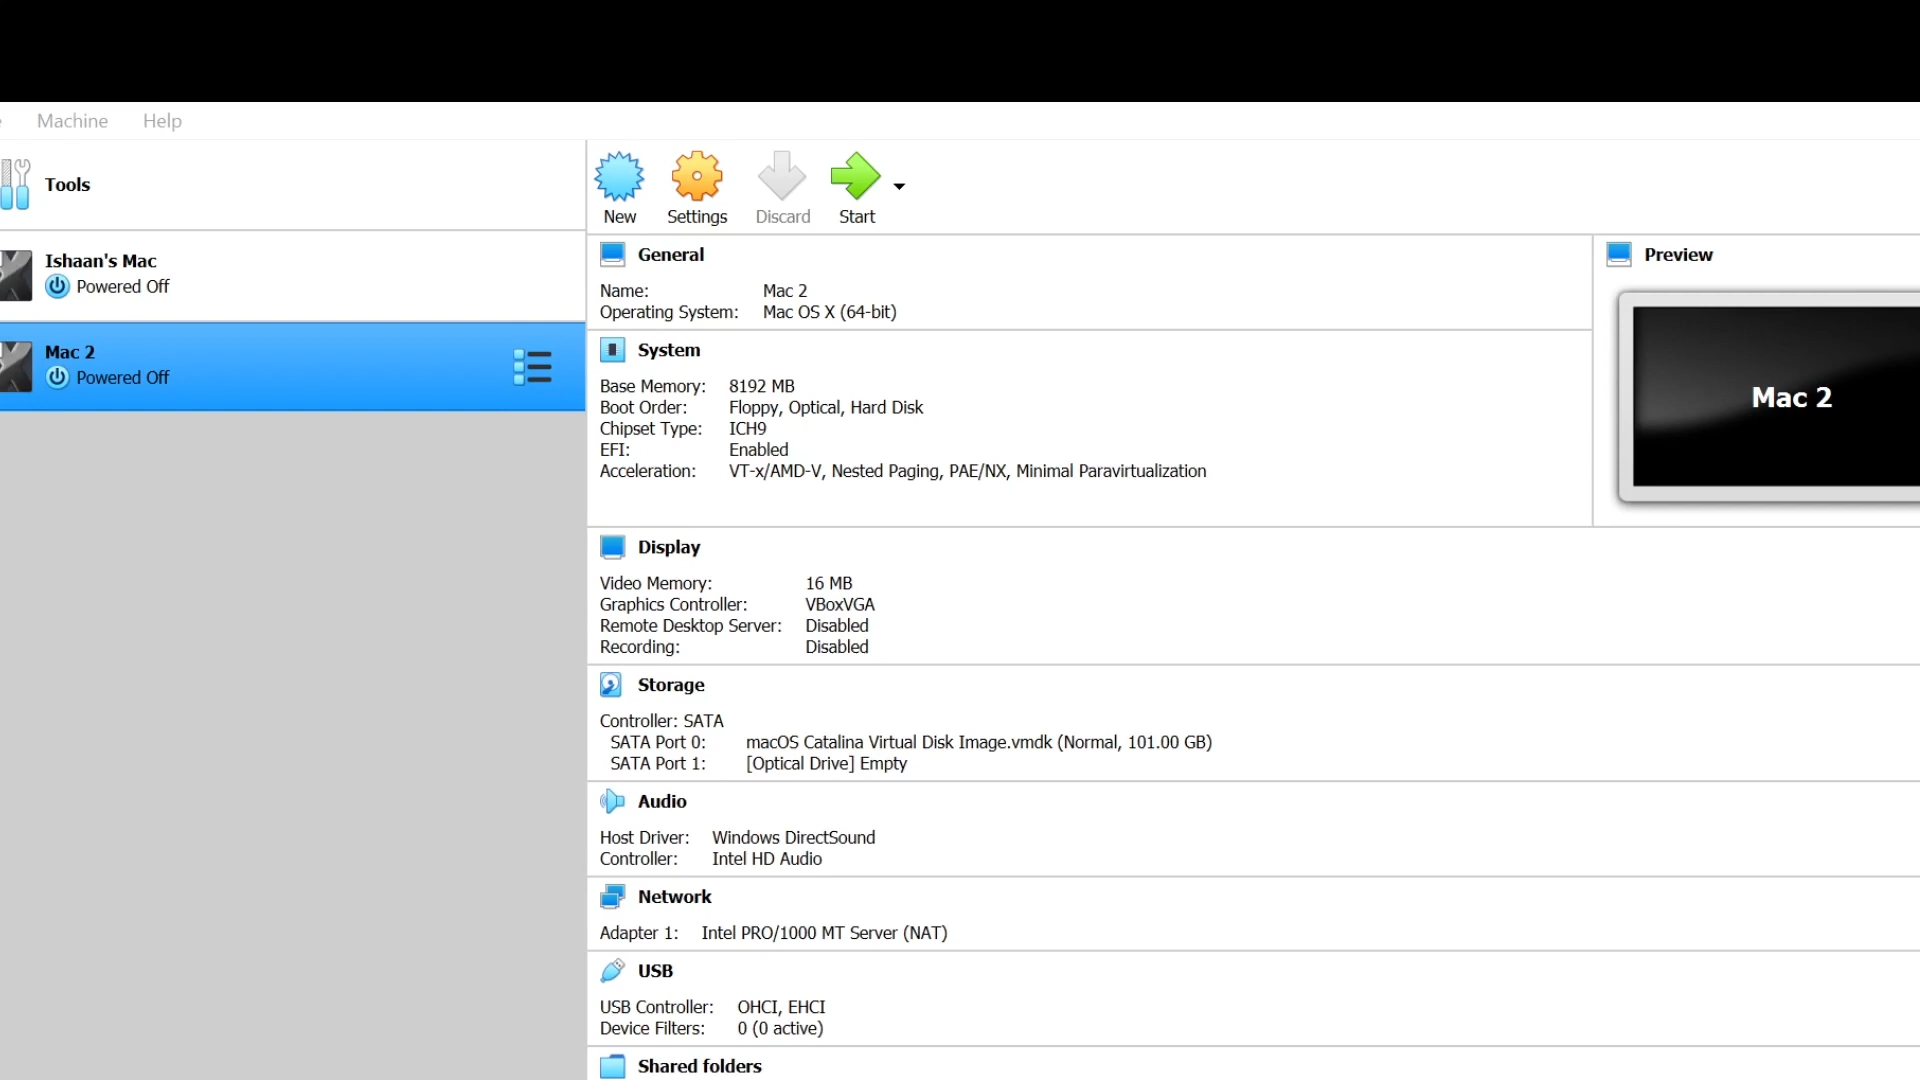 Machine Help
Tools
Ishaan's Mac
Powered Off
Mac 2
Powered Off
New Settings Discard Start
General
Name: Mac 2
Operating System: Mac OS X (64-bit)
Preview
Mac 2
System
Base Memory: 8192 MB
Boot Order: Floppy, Optical, Hard Disk
Chipset Type: ICH9
EFI: Enabled
Acceleration: VT-x/AMD-V, Nested Paging, PAE/NX, Minimal Paravirtualization
Display
Video Memory: 16 MB
Graphics Controller: VBoxVGA
Remote Desktop Server: Disabled
Recording: Disabled
Storage
Controller: SATA
SATA Port 0: macOS Catalina Virtual Disk Image.vmdk (Normal, 101.00 GB)
SATA Port 1: [Optical Drive] Empty
Audio
Host Driver: Windows DirectSound
Controller: Intel HD Audio
Network
Adapter 1: Intel PRO/1000 MT Server (NAT)
USB
USB Controller: OHCI, EHCI
Device Filters: 0 (0 active)
Shared folders